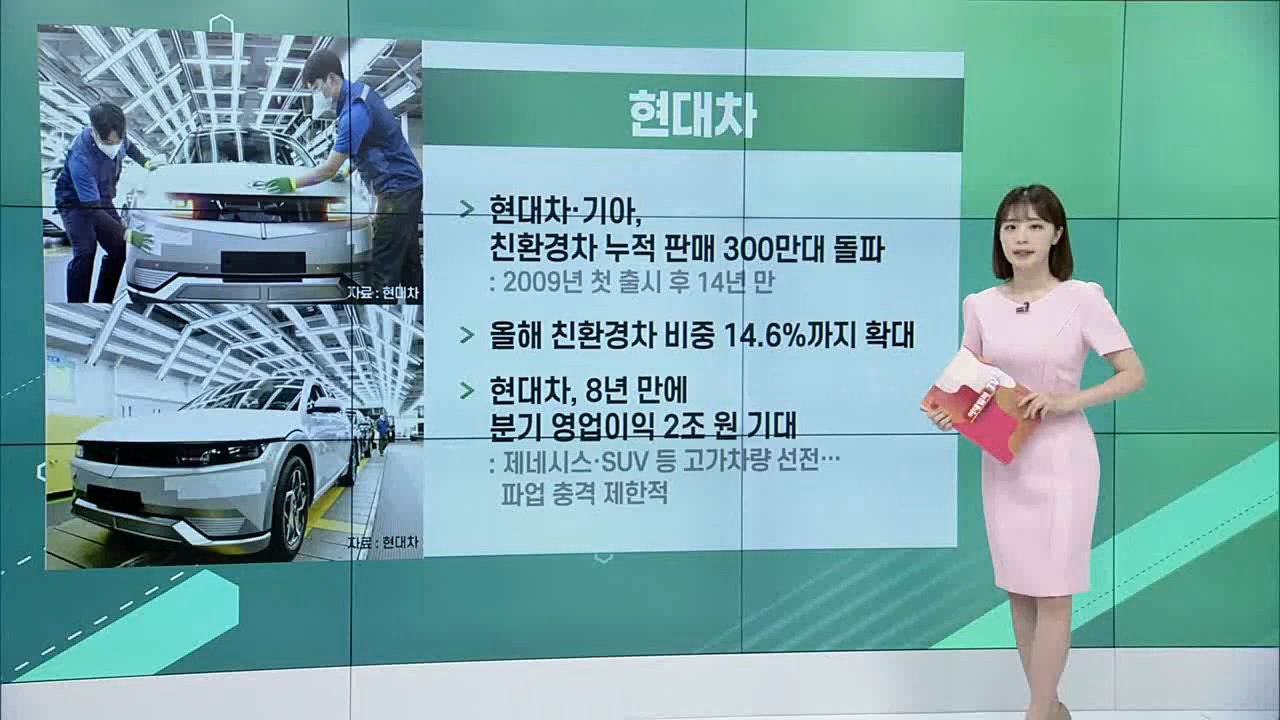 현대차
현대차·기아,
친환경차 누적 판매 300만대 돌파
: 2009년 첫 출시 후 14년 만
올해 친환경차 비중 14.6%까지 확대
현대차, 8년 만에
분기 영업이익 2조 원 기대
: 제네시스·SUV 등 고가차량 선전…
파업 충격 제한적
자료 : 현대차
자료 : 현대차